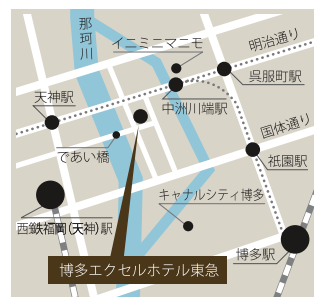 那珂川
イニミニマニモ
明治通り
呉服町駅
天神駅
中洲川端駅
国体通り
であい橋
祇園駅
キャナルシティ博多
西鉄福岡(天神)駅
博多駅
博多エクセルホテル東急